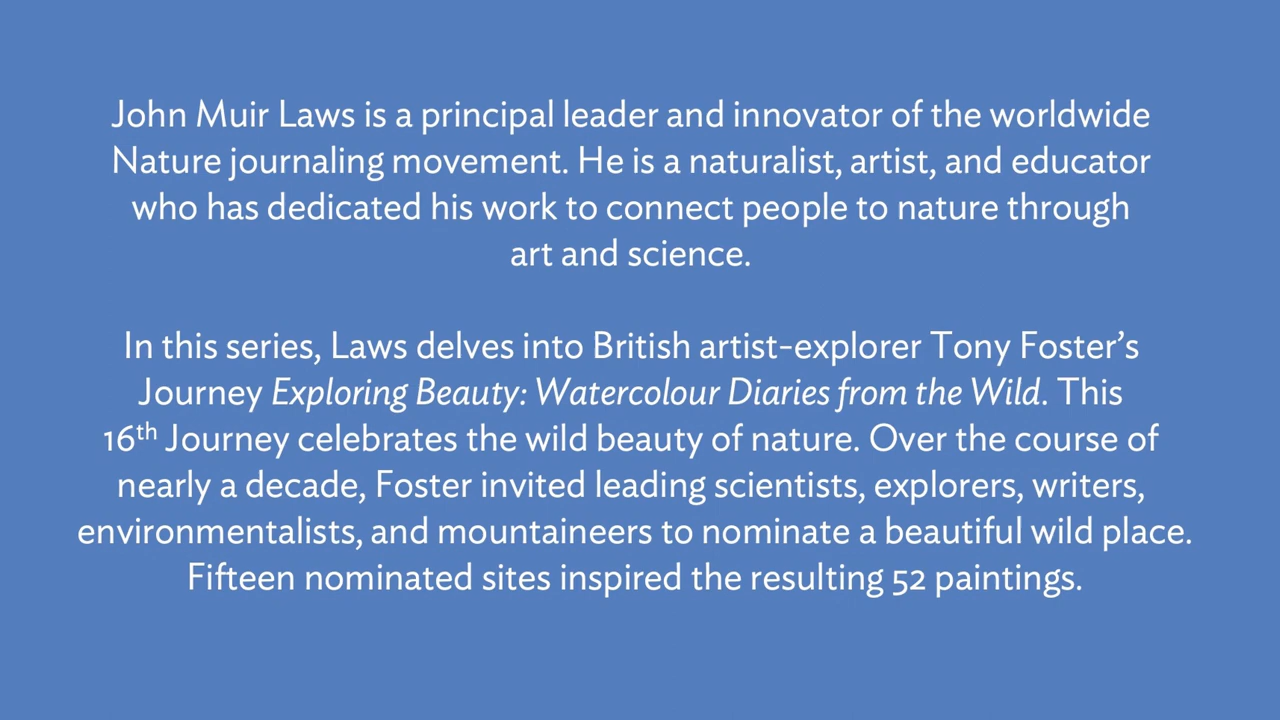 John Muir Laws is a principal leader and innovator of the worldwide
Nature journaling movement. He is a naturalist, artist, and educator
who has dedicated his work to connect people to nature through
art and science.
In this series, Laws delves into British artist-explorer Tony Foster’s
Journey Exploring Beauty: Watercolour Diaries from the Wild. This
16th Journey celebrates the wild beauty of nature. Over the course of
nearly a decade, Foster invited leading scientists, explorers, writers,
environmentalists, and mountaineers to nominate a beautiful wild place.
Fifteen nominated sites inspired the resulting 52 paintings.